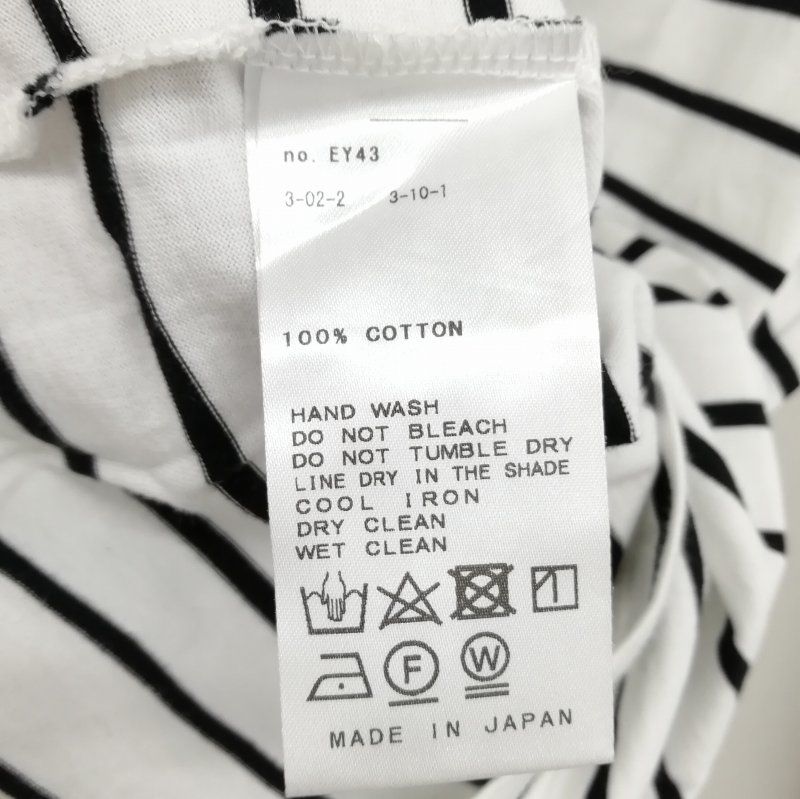 no. EY43
3-02-2 3-10-1
100% COTTON
HAND WASH
DO NOT BLEACH
DO NOT TUMBLE DRY
LINE DRY IN THE SHADE
COOL IRON
DRY CLEAN
WET CLEAN
F W
MADE IN JAPAN